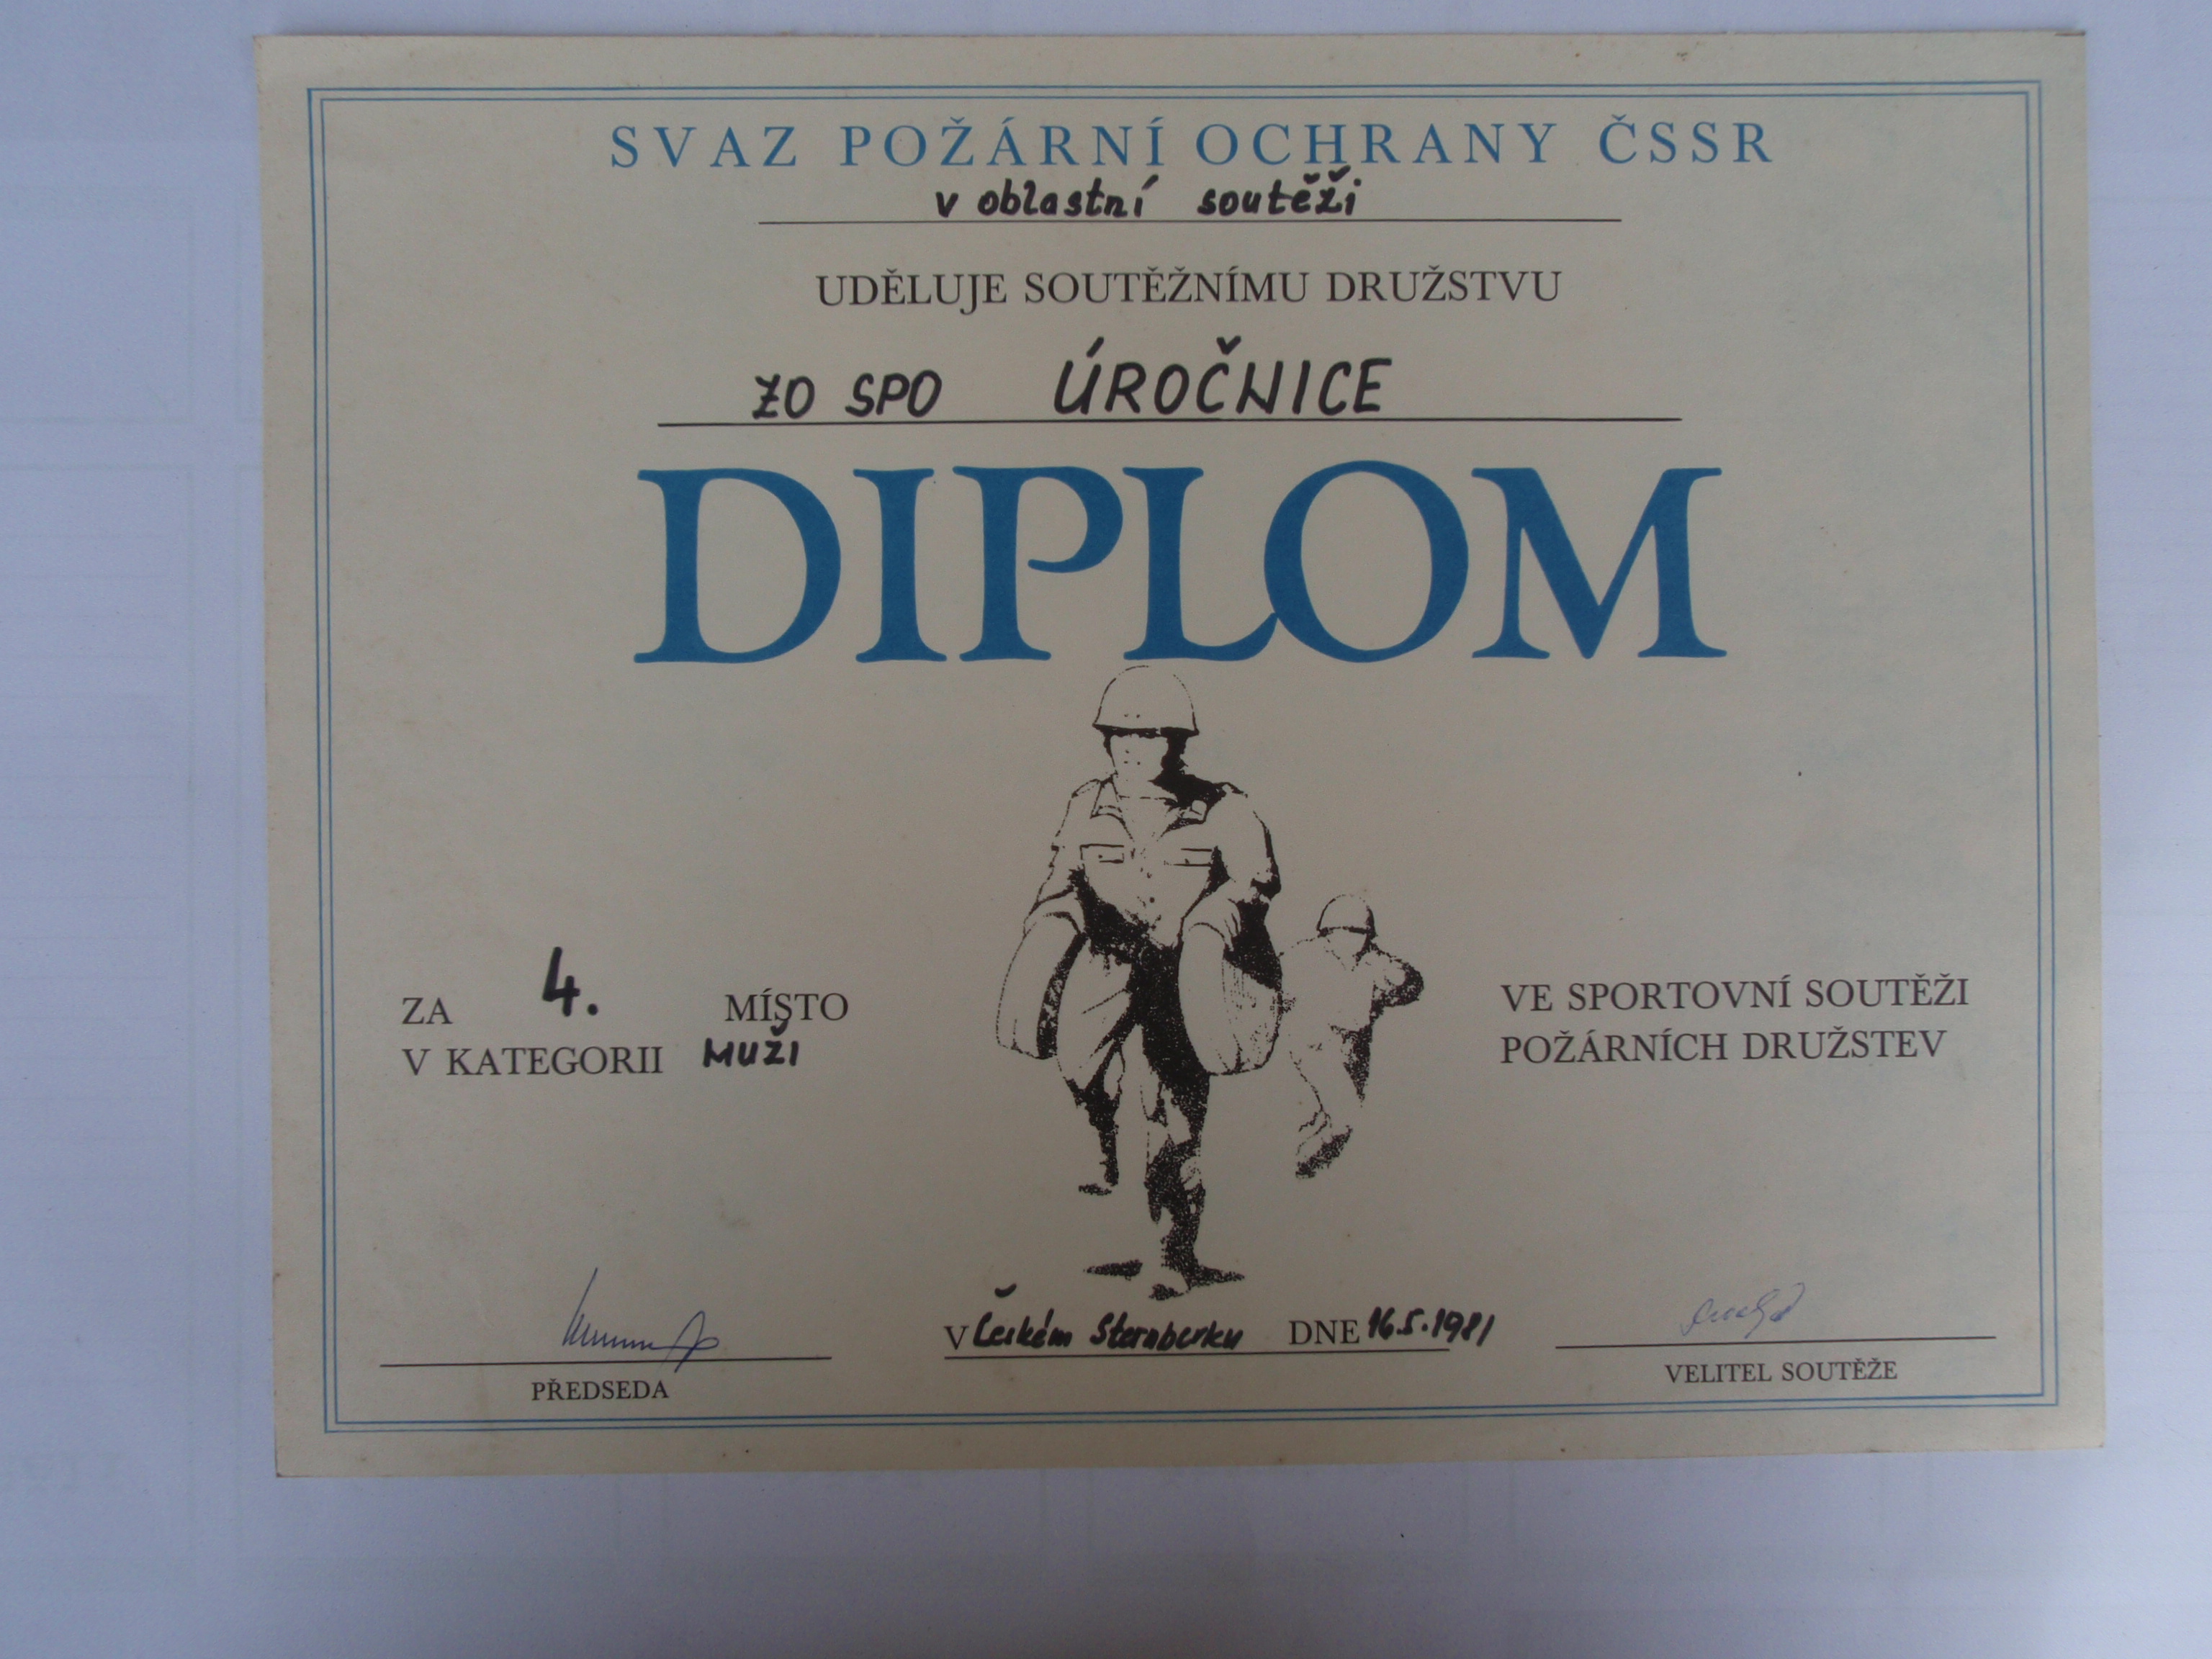 SVAZ POŽÁRNÍ OCHRANY ČSSR
v oblastní soutěži
UDĚLUJE SOUTĚŽNÍMU DRUŽSTVU
ZO SPO ÚROČNICE
DIPLOM
ZA 4. MÍSTO
V KATEGORII MUŽI
VE SPORTOVNÍ SOUTĚŽI
POŽÁRNÍCH DRUŽSTEV
V Českém Šternberku DNE 16.5.1981
PŘEDSEDA
VELITEL SOUTĚŽE